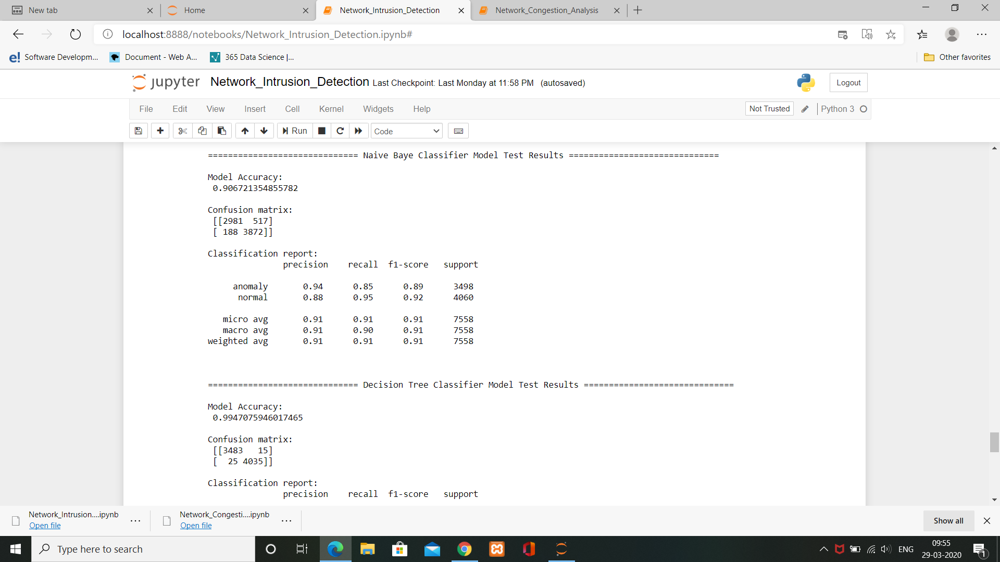 New tab
Home
Network_Intrusion_Detection
Network_Congestion_Analysis
localhost:8888/notebooks/Network_Intrusion_Detection.ipynb#
e! Software Developm...
Document - Web A...
365 Data Science |...
Other favorites
jupyter Network_Intrusion_Detection Last Checkpoint: Last Monday at 11:58 PM (autosaved)
Logout
File Edit View Insert Cell Kernel Widgets Help
Not Trusted
Python 3
Run
Code
============================== Naive Baye Classifier Model Test Results ==============================
Model Accuracy:
0.906721354855782
Confusion matrix:
[[2981  517]
[ 188 3872]]
Classification report:
precision    recall  f1-score   support
anomaly       0.94      0.85      0.89      3498
normal       0.88      0.95      0.92      4060
micro avg       0.91      0.91      0.91      7558
macro avg       0.91      0.90      0.91      7558
weighted avg       0.91      0.91      0.91      7558
============================== Decision Tree Classifier Model Test Results ==============================
Model Accuracy:
0.9947075946017465
Confusion matrix:
[[3483   15]
[  25 4035]]
Classification report:
precision    recall  f1-score   support
Network_Intrusion....ipynb
Open file
Network_Congesti....ipynb
Open file
Show all
Type here to search
ENG
09:55
29-03-2020
1